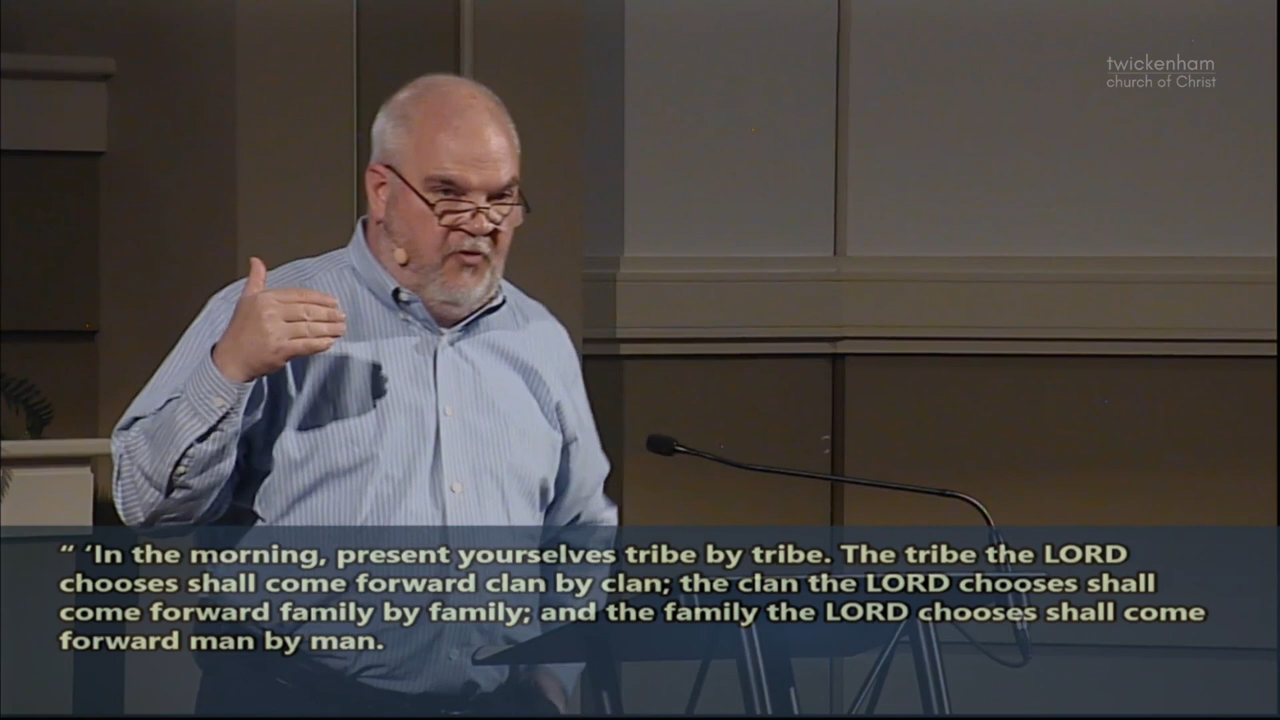 twickenham
church of Christ
“ ‘In the morning, present yourselves tribe by tribe. The tribe the LORD
chooses shall come forward clan by clan; the clan the LORD chooses shall
come forward family by family; and the family the LORD chooses shall come
forward man by man.